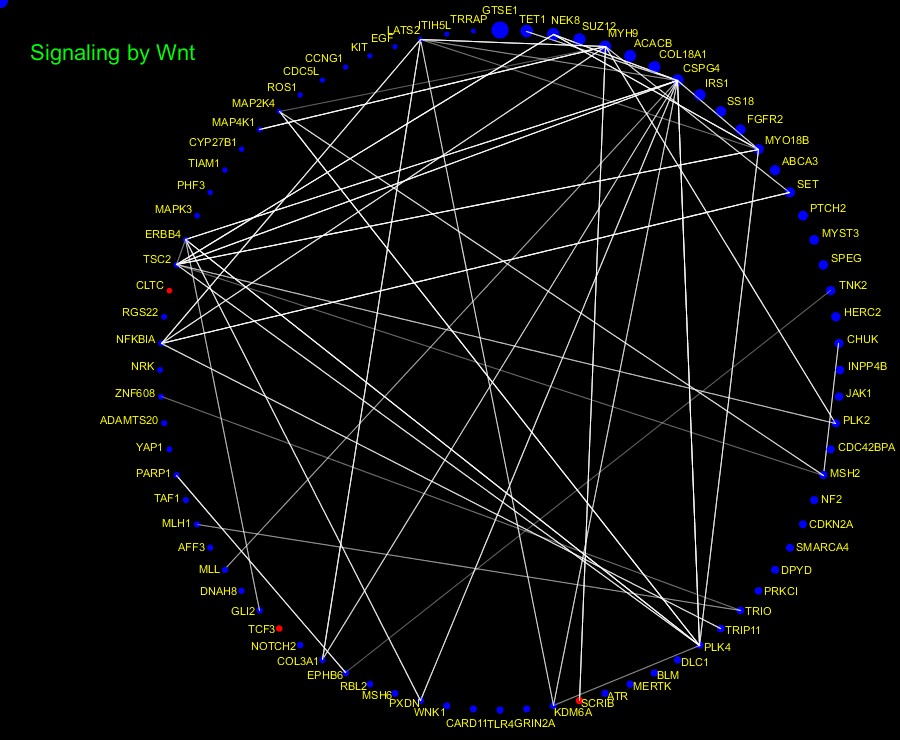 Signaling by Wnt
GTSE1
TET1
NEK8
SUZ12
MYH9
ACACB
COL18A1
CSPG4
IRS1
SS18
FGFR2
MYO18B
ABCA3
SET
PTCH2
MYST3
SPEG
TNK2
HERC2
CHUK
INPP4B
JAK1
PLK2
CDC42BPA
MSH2
NF2
CDKN2A
SMARCA4
DPYD
PRKCI
TRIO
TRIP11
PLK4
DLC1
BLM
MERTK
ATR
SCRIB
KDM6A
GRIN2A
TLR4
CARD11
WNK1
PXDN
MSH6
RBL2
EPHB6
COL3A1
NOTCH2
TCF3
GLI2
DNAH8
MLL
AFF3
MLH1
TAF1
PARP1
YAP1
ADAMTS20
ZNF608
NRK
NFKBIA
RGS22
CLTC
TSC2
ERBB4
MAPK3
PHF3
TIAM1
CYP27B1
MAP4K1
MAP2K4
ROS1
CDC5L
CCNG1
KIT
EGF
LATS2
ITIH5L
TRRAP